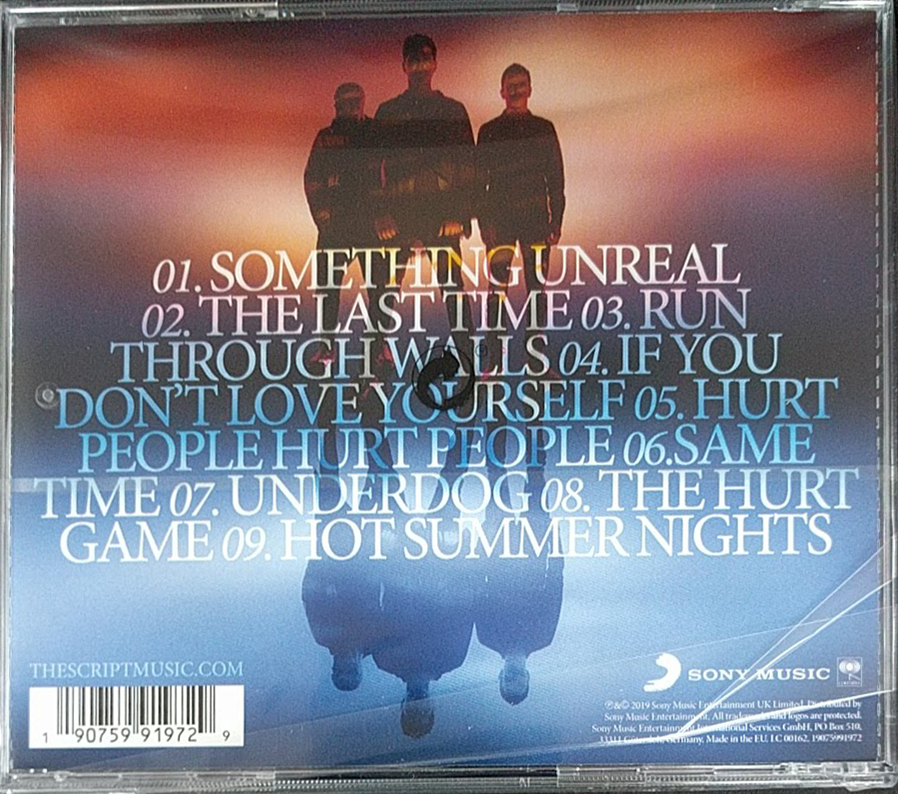 01. SOMETHING UNREAL
02. THE LAST TIME 03. RUN
THROUGH WALLS 04. IF YOU
DON'T LOVE YOURSELF 05. HURT
PEOPLE HURT PEOPLE 06. SAME
TIME 07. UNDERDOG 08. THE HURT
GAME 09. HOT SUMMER NIGHTS
THESCRIPTMUSIC.COM
1 90759 91972 9
SONY MUSIC
℗&© 2019 Sony Music Entertainment UK Limited. Distributed by
Sony Music Entertainment. All trademarks and logos are protected.
Sony Music Entertainment International Services GmbH, PO Box 510,
33311 Gütersloh, Germany. Made in the EU. LC 00162. 19075991972